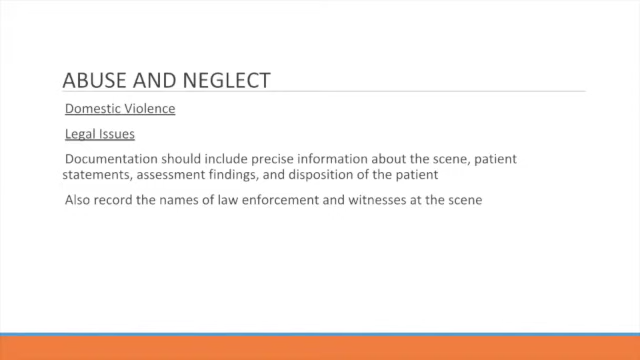 ABUSE AND NEGLECT
Domestic Violence
Legal Issues
Documentation should include precise information about the scene, patient
statements, assessment findings, and disposition of the patient
Also record the names of law enforcement and witnesses at the scene